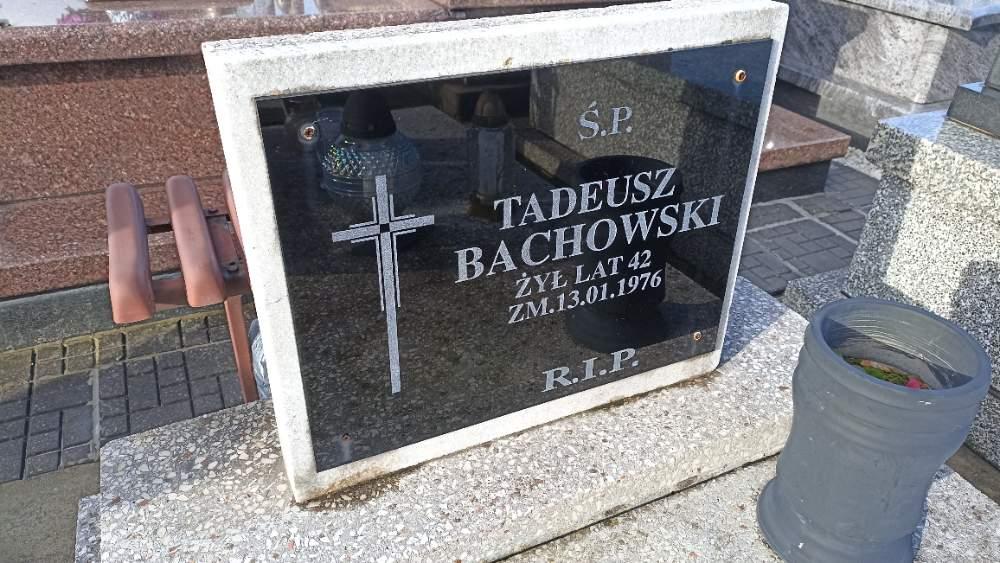 Ś.P.
TADEUSZ
BACHOWSKI
ŻYŁ LAT 42
ZM.13.01.1976
R.I.P.